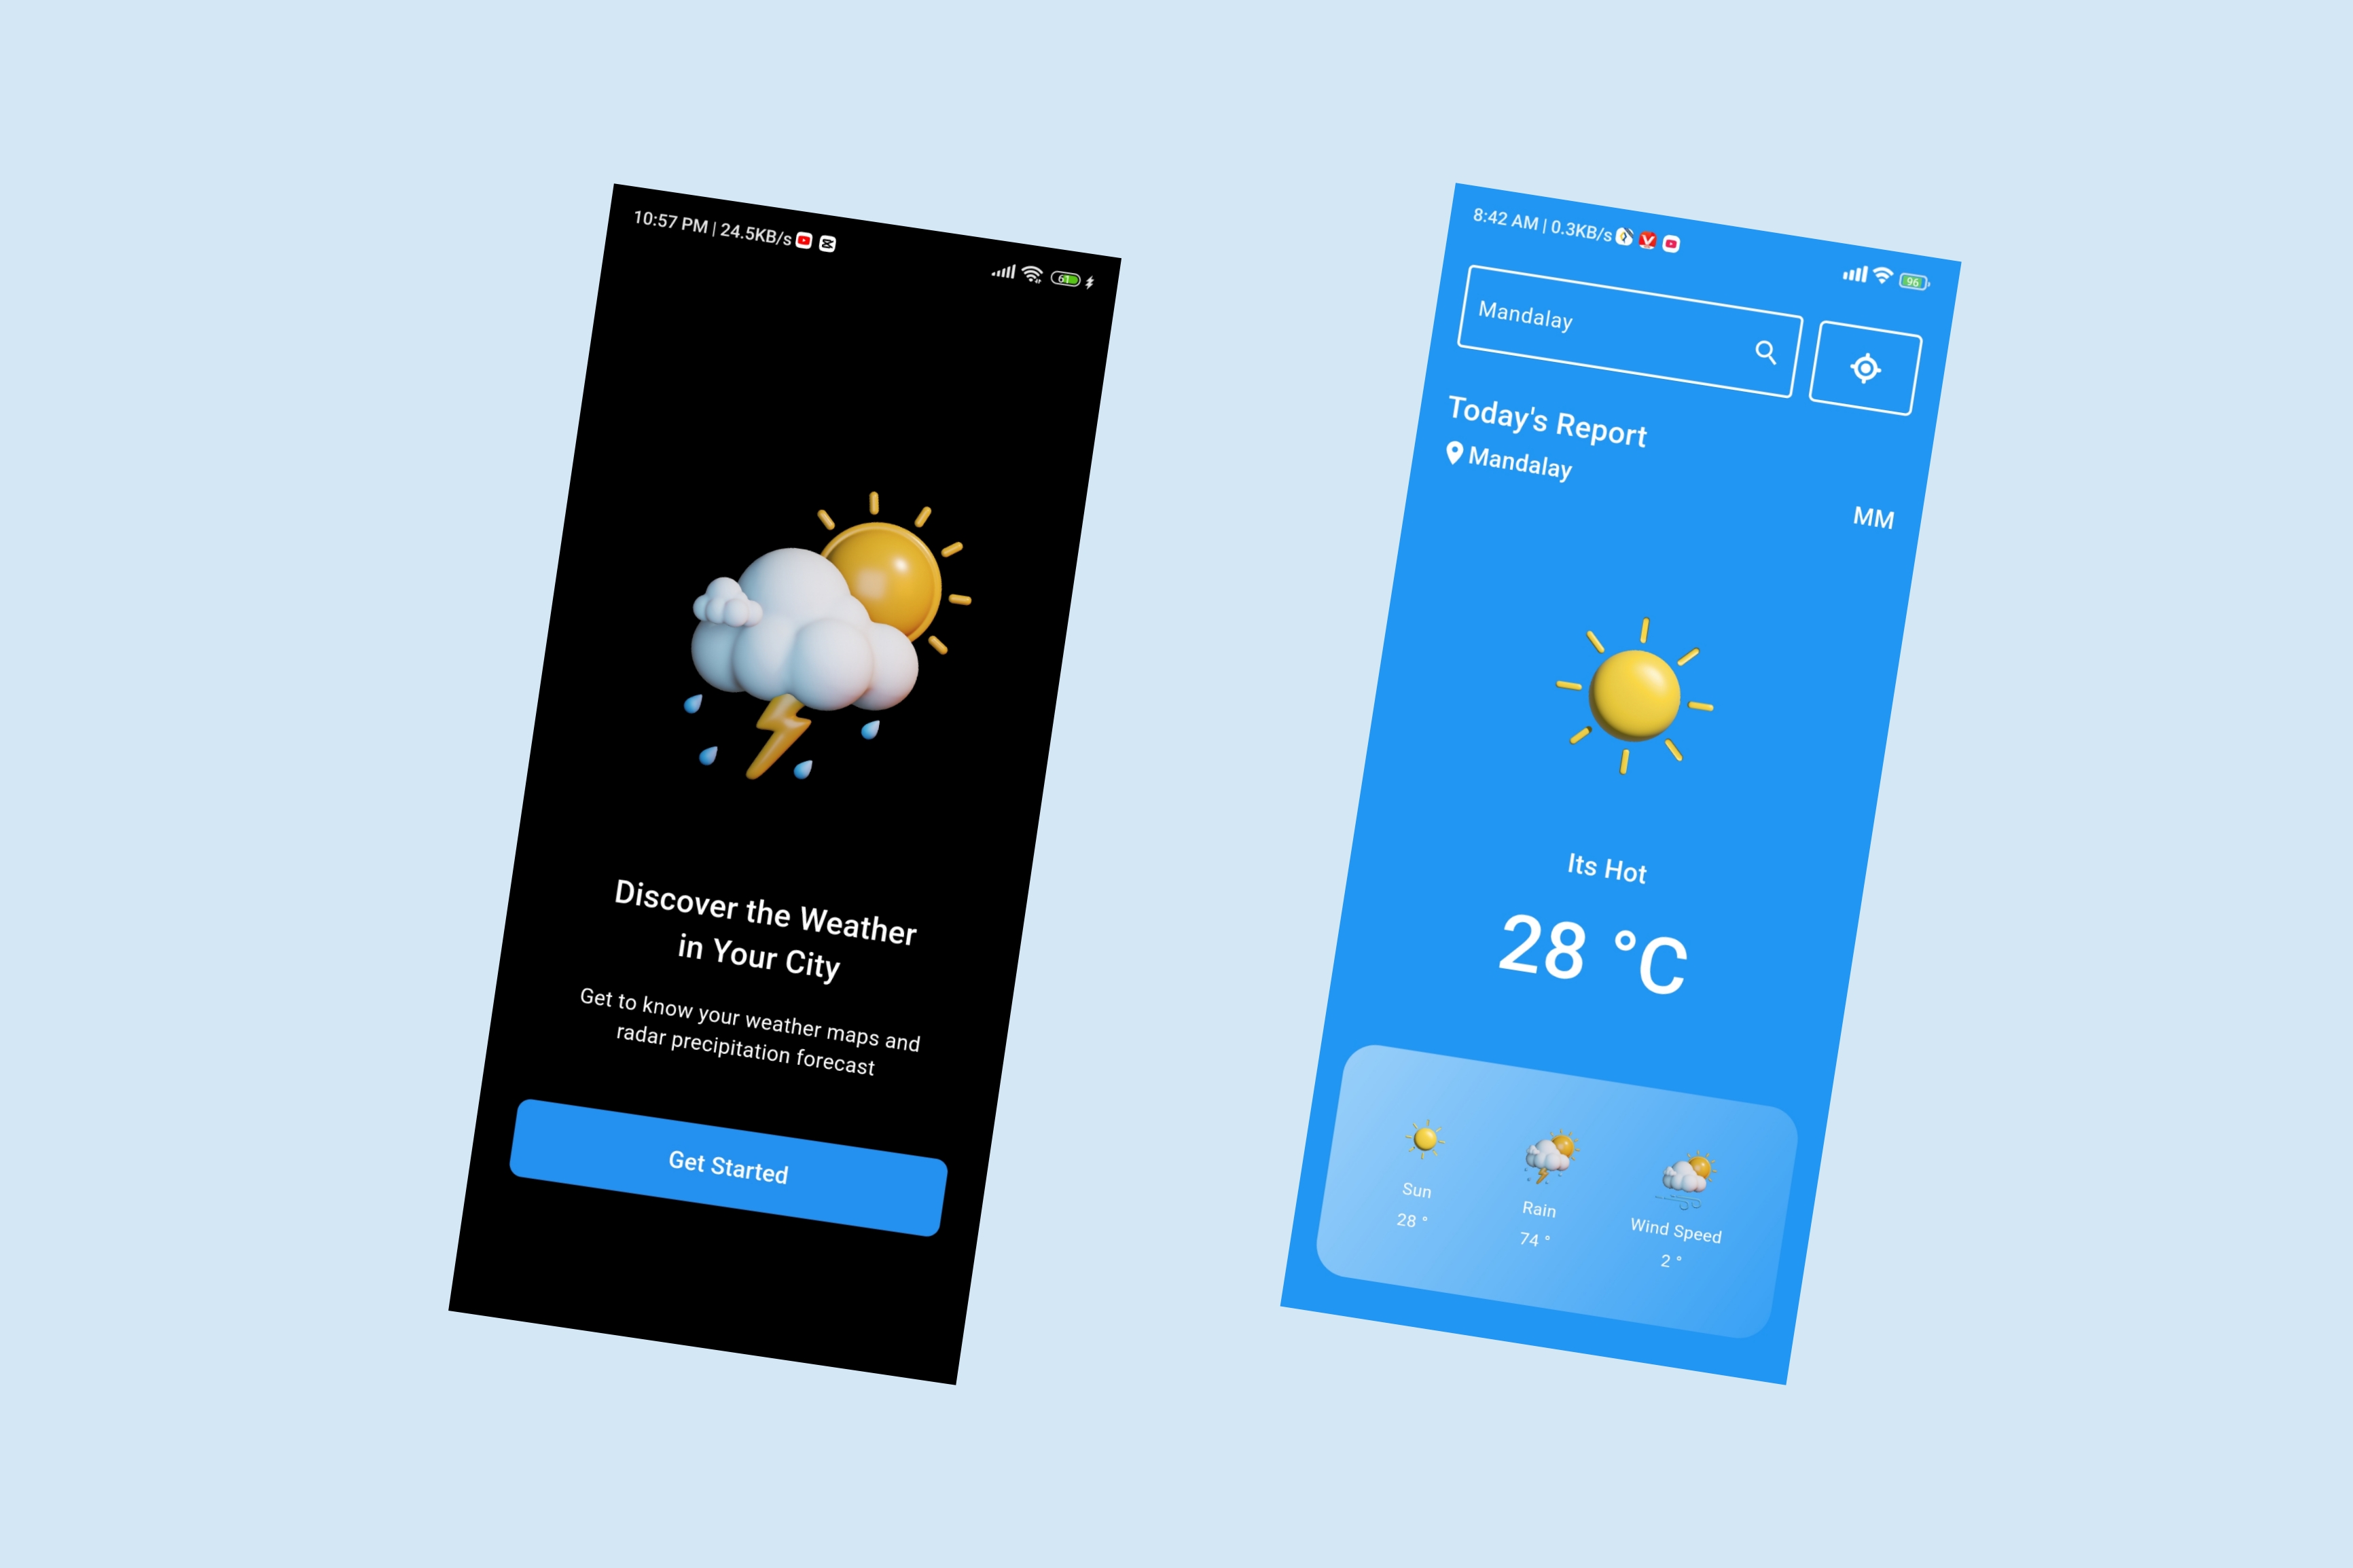 10:57 PM | 24.5KB/s
61
Discover the Weather
in Your City
Get to know your weather maps and
radar precipitation forecast
Get Started
8:42 AM | 0.3KB/s
96
Mandalay
Today's Report
Mandalay
MM
Its Hot
28 °C
Sun
28 °
Rain
74 °
Wind Speed
2 °